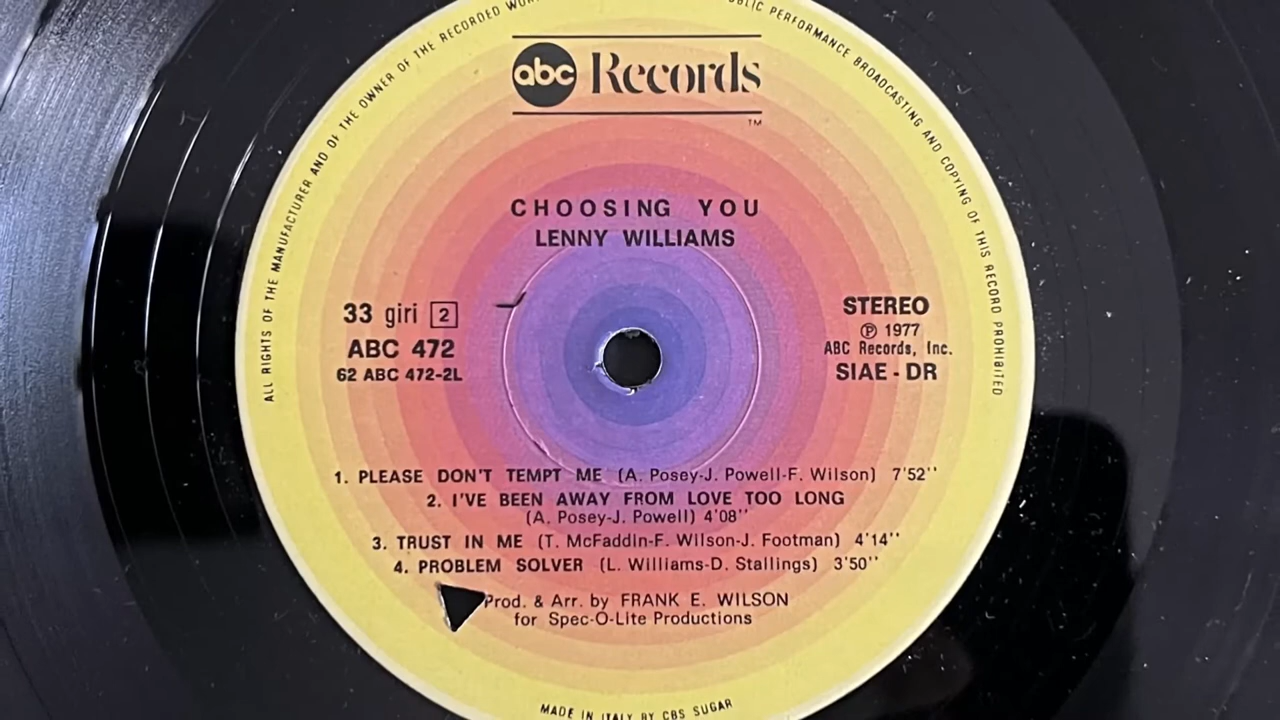 ALL RIGHTS OF THE MANUFACTURER AND OF THE OWNER OF THE RECORDED
PERFORMANCE BROADCASTING AND COPYING OF THIS RECORD PROHIBITED
abc Records
TM
CHOOSING YOU
LENNY WILLIAMS
33 giri 2
ABC 472
62 ABC 472-2L
STEREO
℗ 1977
ABC Records, Inc.
SIAE - DR
1. PLEASE DON'T TEMPT ME (A. Posey-J. Powell-F. Wilson) 7'52''
2. I'VE BEEN AWAY FROM LOVE TOO LONG
(A. Posey-J. Powell) 4'08''
3. TRUST IN ME (T. McFaddin-F. Wilson-J. Footman) 4'14''
4. PROBLEM SOLVER (L. Williams-D. Stallings) 3'50''
Prod. & Arr. by FRANK E. WILSON
for Spec-O-Lite Productions
MADE IN ITALY BY CBS SUGAR